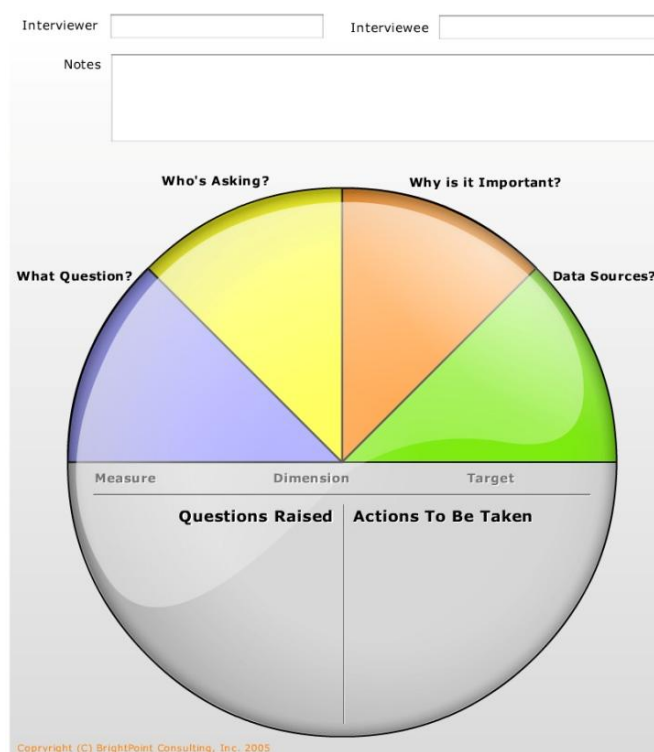 Interviewer Interviewee
Notes
Who's Asking? Why is it Important?
What Question? Data Sources?
Measure Dimension Target
Questions Raised Actions To Be Taken
Copvright (C) BrightPoint Consulting, Inc. 2005